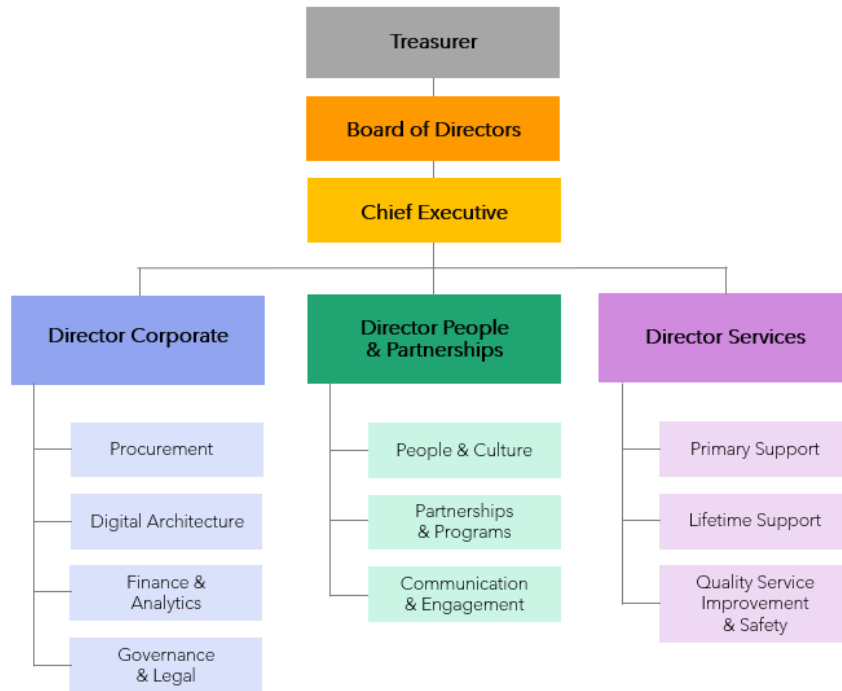 Treasurer
Board of Directors
Chief Executive
Director Corporate
Director People
& Partnerships
Director Services
Procurement
Digital Architecture
Finance &
Analytics
Governance
& Legal
People & Culture
Partnerships
& Programs
Communication
& Engagement
Primary Support
Lifetime Support
Quality Service
Improvement
& Safety